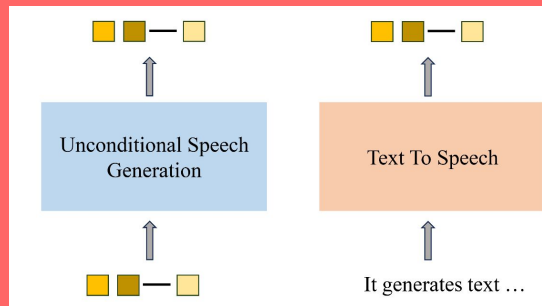 Unconditional Speech
Generation
Text To Speech
It generates text ...